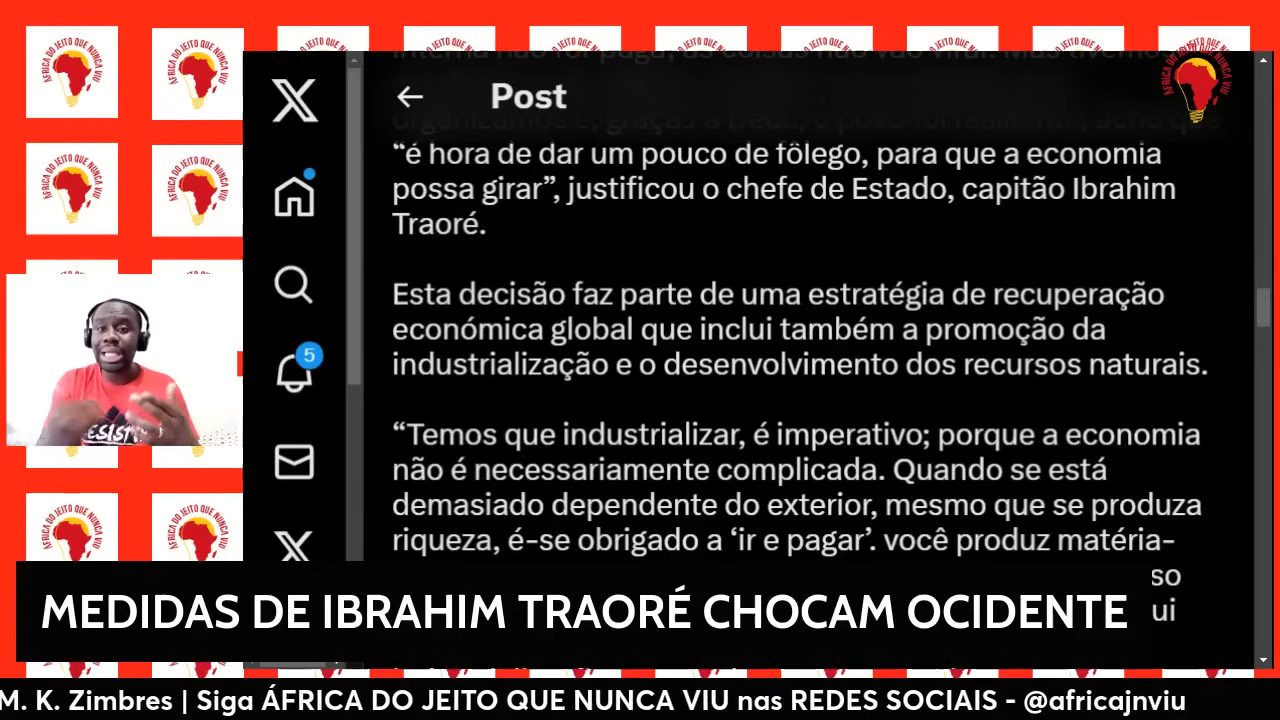 ÁFRICA DO JEITO QUE NUNCA VIU
Post
“é hora de dar um pouco de fôlego, para que a economia
possa girar”, justificou o chefe de Estado, capitão Ibrahim
Traoré.
Esta decisão faz parte de uma estratégia de recuperação
económica global que inclui também a promoção da
industrialização e o desenvolvimento dos recursos naturais.
5
“Temos que industrializar, é imperativo; porque a economia
não é necessariamente complicada. Quando se está
demasiado dependente do exterior, mesmo que se produza
riqueza, é-se obrigado a ‘ir e pagar’. você produz matéria-
so
ui
MEDIDAS DE IBRAHIM TRAORÉ CHOCAM OCIDENTE
M. K. Zimbres | Siga ÁFRICA DO JEITO QUE NUNCA VIU nas REDES SOCIAIS - @africajnviu